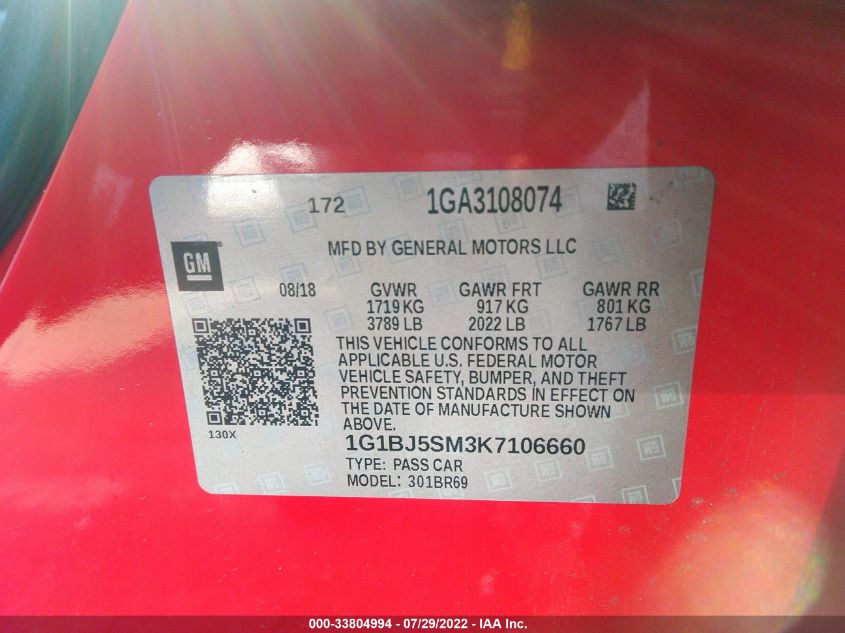 172 1GA3108074
GM ®
MFD BY GENERAL MOTORS LLC
08/18 GVWR GAWR FRT GAWR RR
1719 KG 917 KG 801 KG
3789 LB 2022 LB 1767 LB
THIS VEHICLE CONFORMS TO ALL
APPLICABLE U.S. FEDERAL MOTOR
VEHICLE SAFETY, BUMPER, AND THEFT
PREVENTION STANDARDS IN EFFECT ON
THE DATE OF MANUFACTURE SHOWN
ABOVE.
130X
1G1BJ5SM3K7106660
TYPE: PASS CAR
MODEL: 301BR69
000-33804994 - 07/29/2022 - IAA Inc.